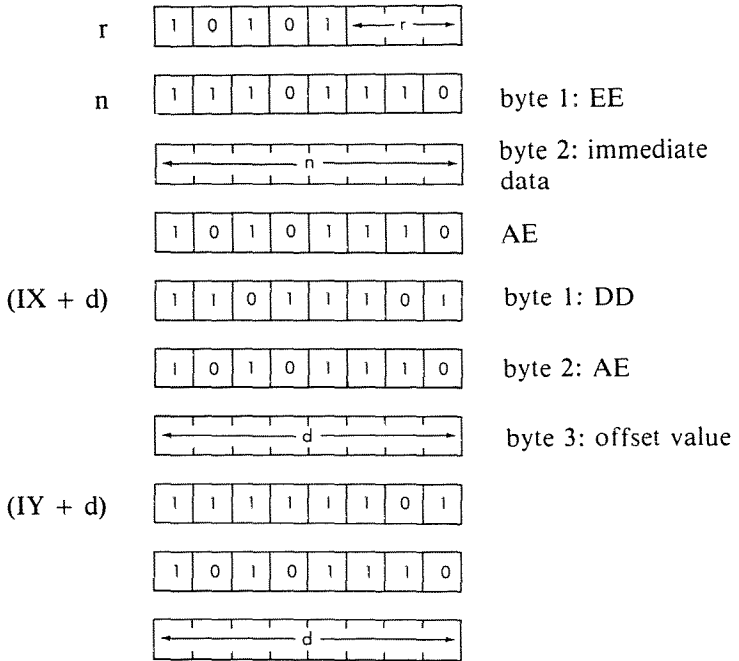 r 1 0 1 0 1 r
n 1 1 1 0 1 1 1 0 byte 1: EE
n byte 2: immediate
data
1 0 1 0 1 1 1 0 AE
(IX + d) 1 1 0 1 1 1 0 1 byte 1: DD
1 0 1 0 1 1 1 0 byte 2: AE
d byte 3: offset value
(IY + d) 1 1 1 1 1 1 0 1
1 0 1 0 1 1 1 0
d